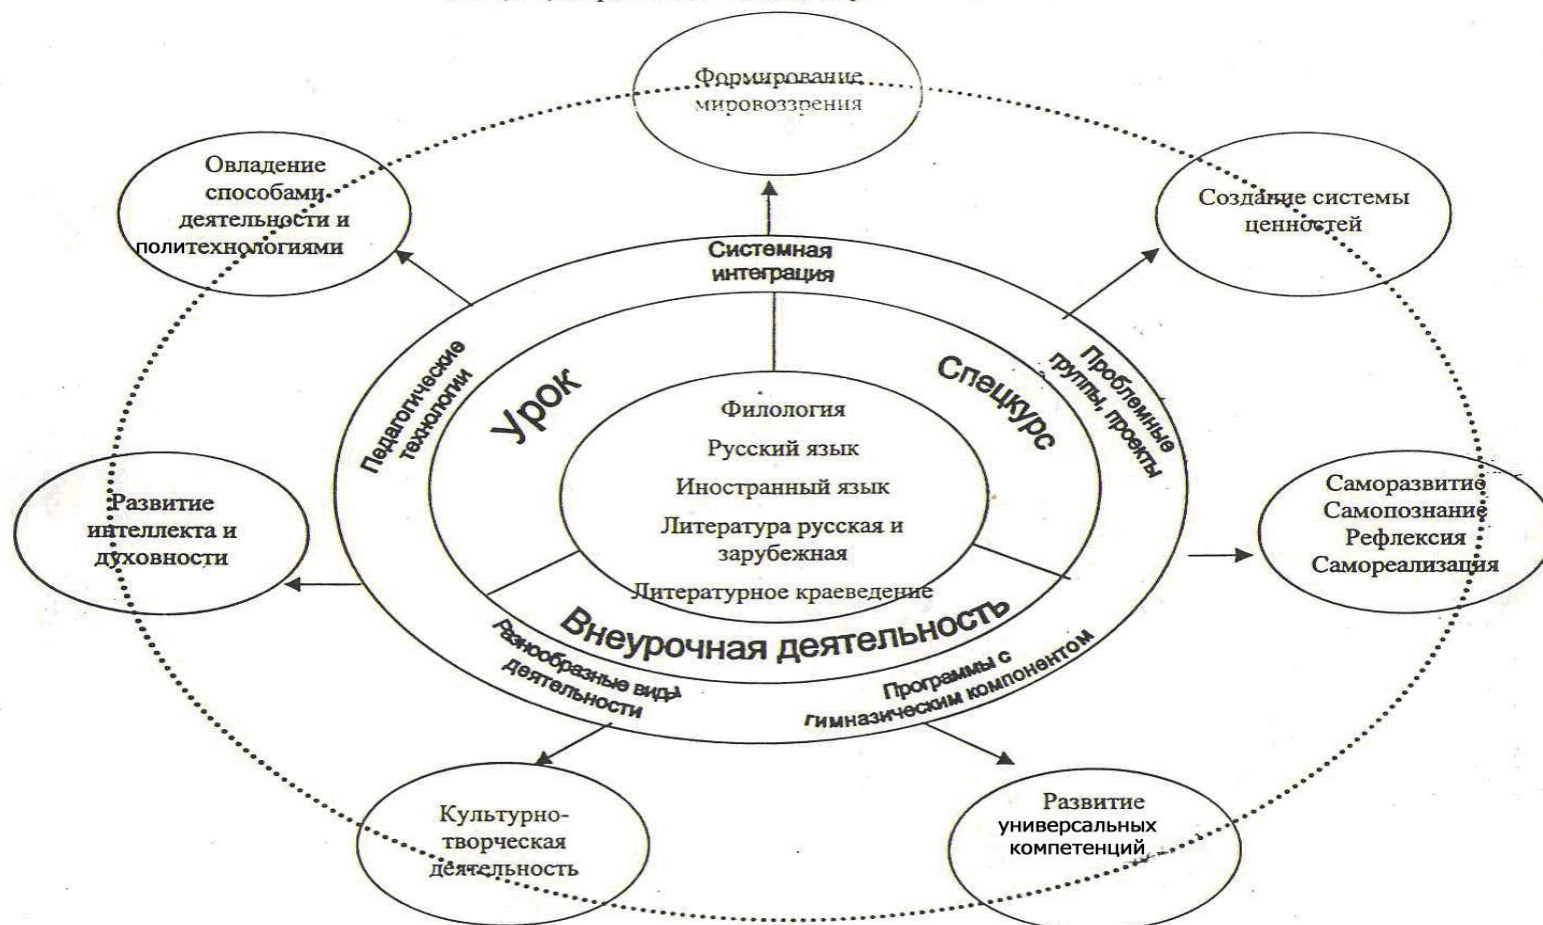 Формирование
мировоззрения
Овладение
способами
деятельности и
политехнологиями
Создание системы
ценностей
Системная
интеграция
Педагогические
технологии
Урок
Спецкурс
Проблемные
группы, проекты
Филология
Русский язык
Иностранный язык
Литература русская и
зарубежная
Литературное краеведение
Развитие
интеллекта и
духовности
Саморазвитие
Самопознание
Рефлексия
Самореализация
Внеурочная деятельность
Разнообразные виды
деятельности
Программы с
гимназическим компонентом
Культурно-
творческая
деятельность
Развитие
универсальных
компетенций